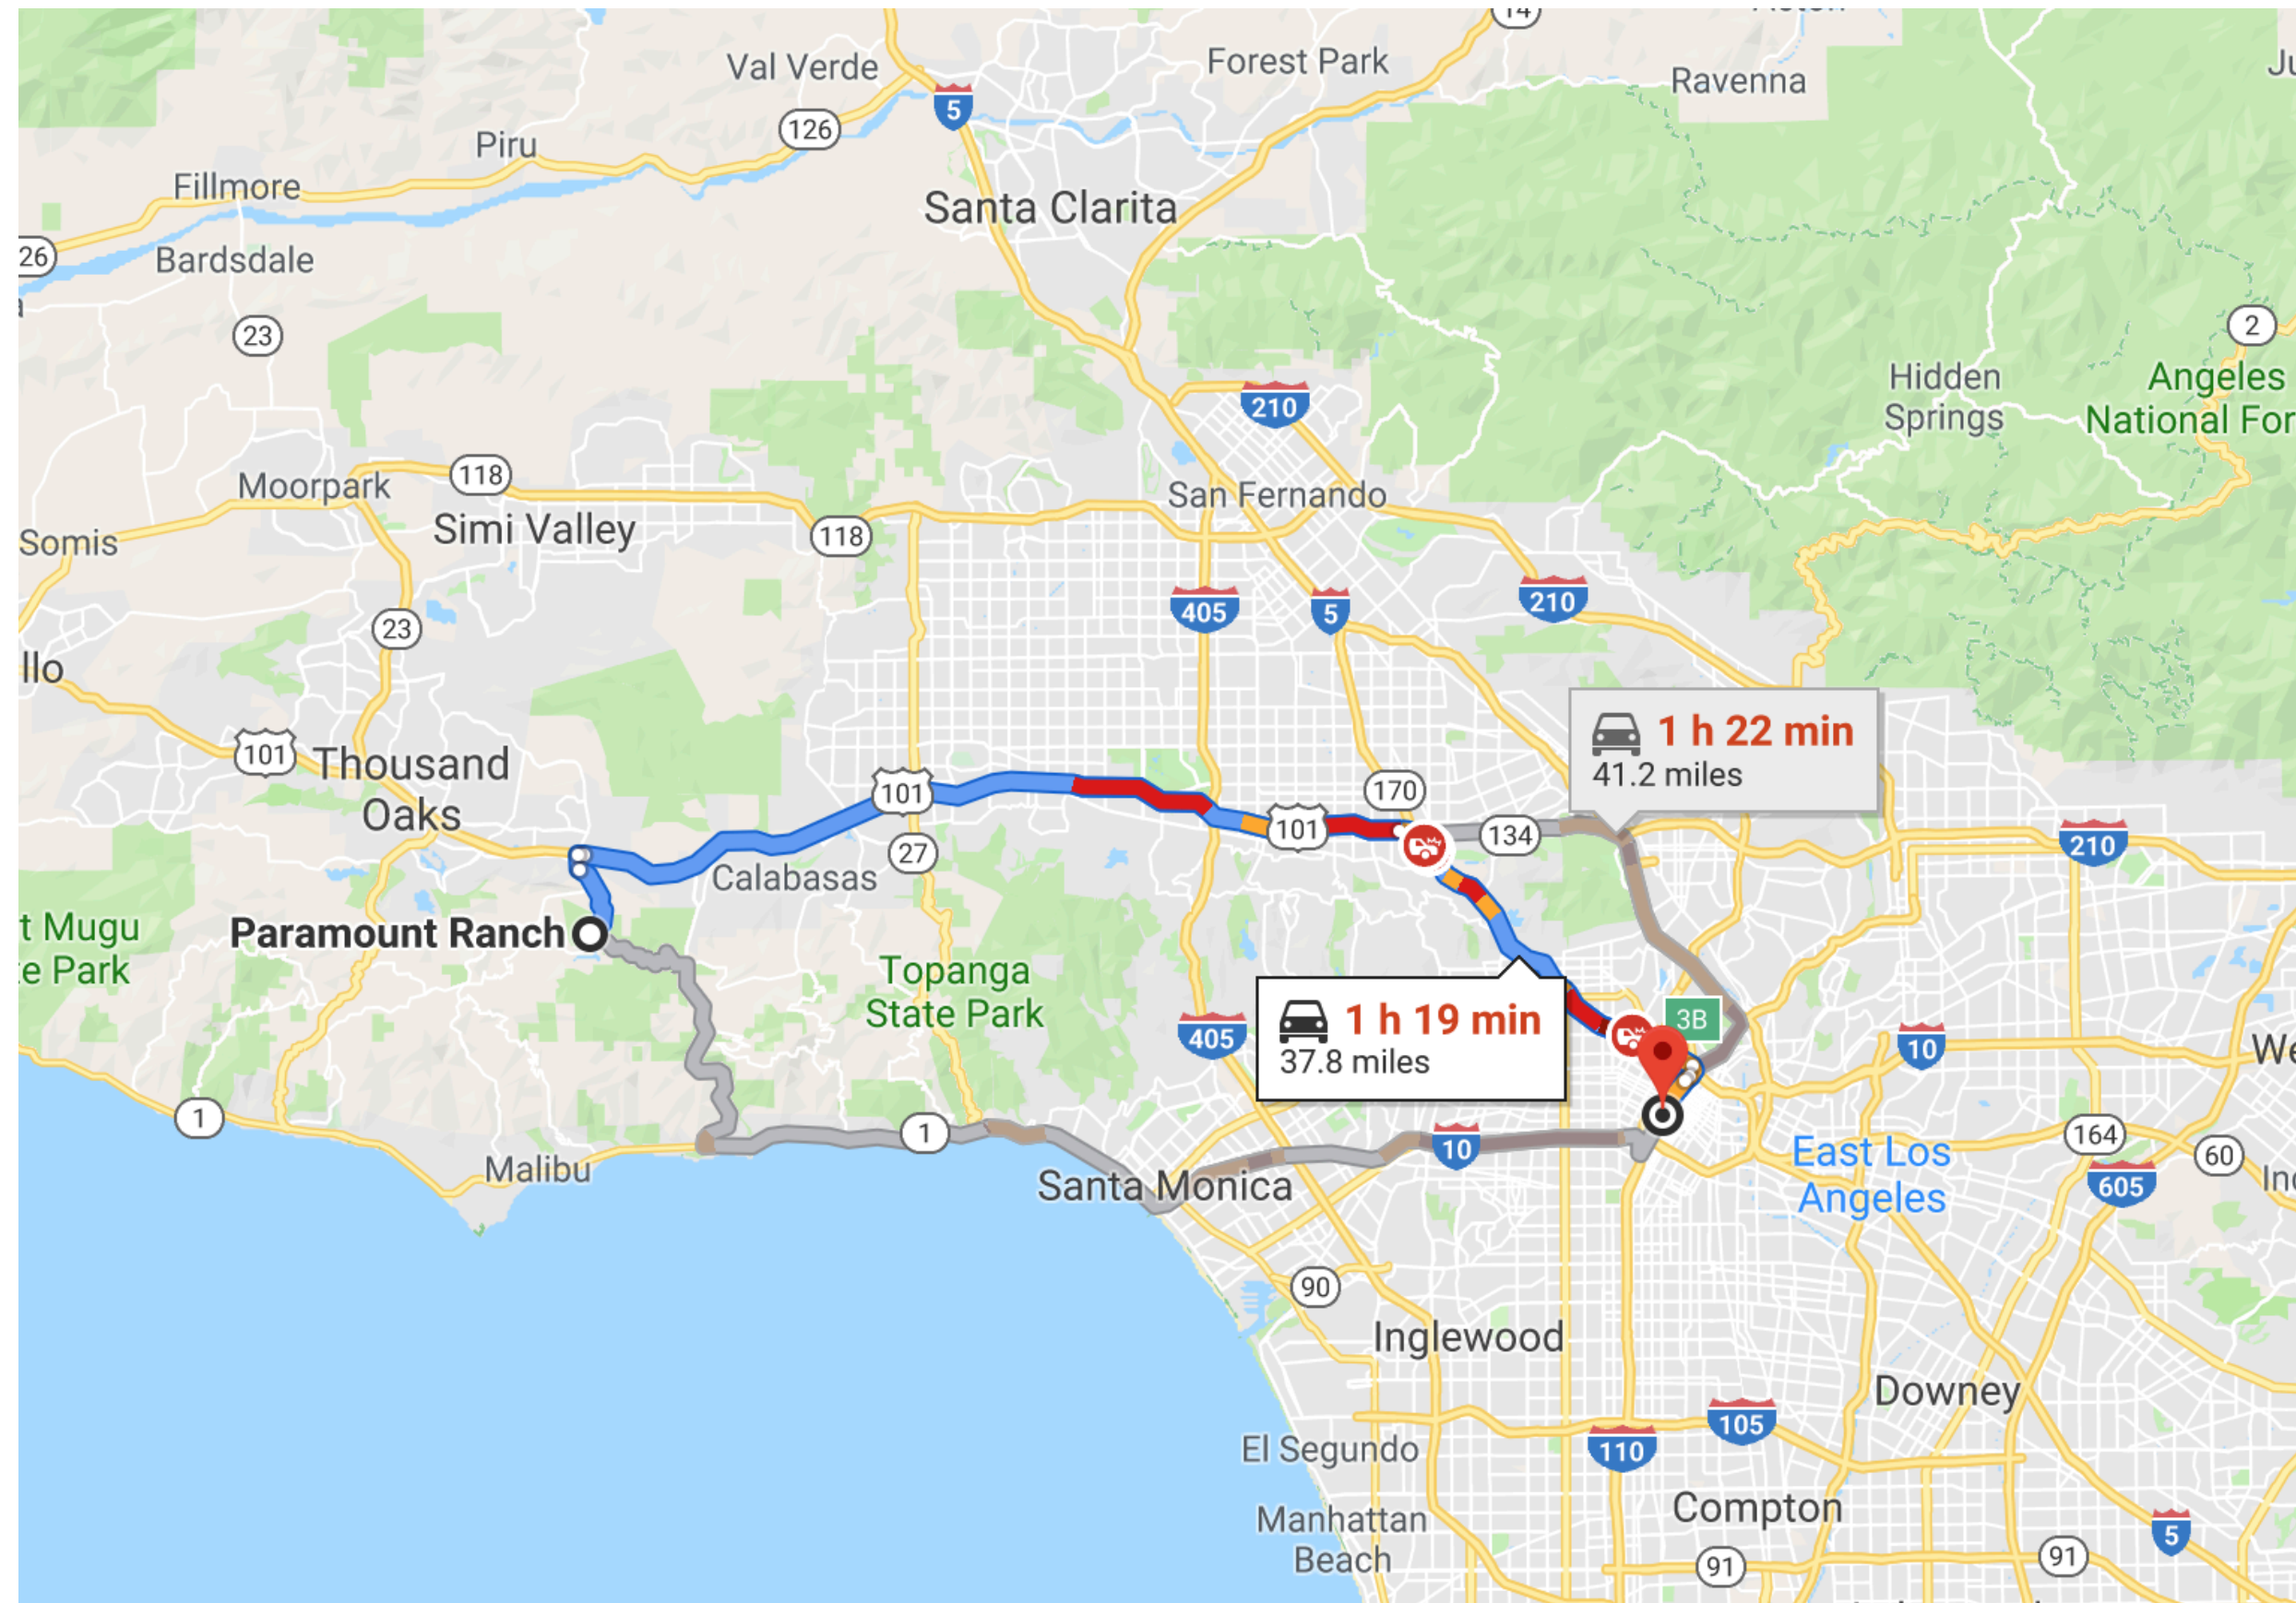 14
Val Verde
Forest Park
Ravenna
5
126
Piru
Fillmore
Santa Clarita
26
Bardsdale
23
2
Hidden
Springs
Angeles
National For
210
Moorpark
118
San Fernando
Simi Valley
118
Somis
405
5
210
23
llo
1 h 22 min
41.2 miles
101
Thousand
Oaks
101
170
101
134
27
210
Calabasas
t Mugu
e Park
Paramount Ranch
Topanga
State Park
405
1 h 19 min
37.8 miles
3B
10
We
1
1
10
164
60
East Los
Angeles
605
Malibu
Santa Monica
Inc
90
Inglewood
Downey
El Segundo
110
105
Manhattan
Beach
Compton
5
91
91